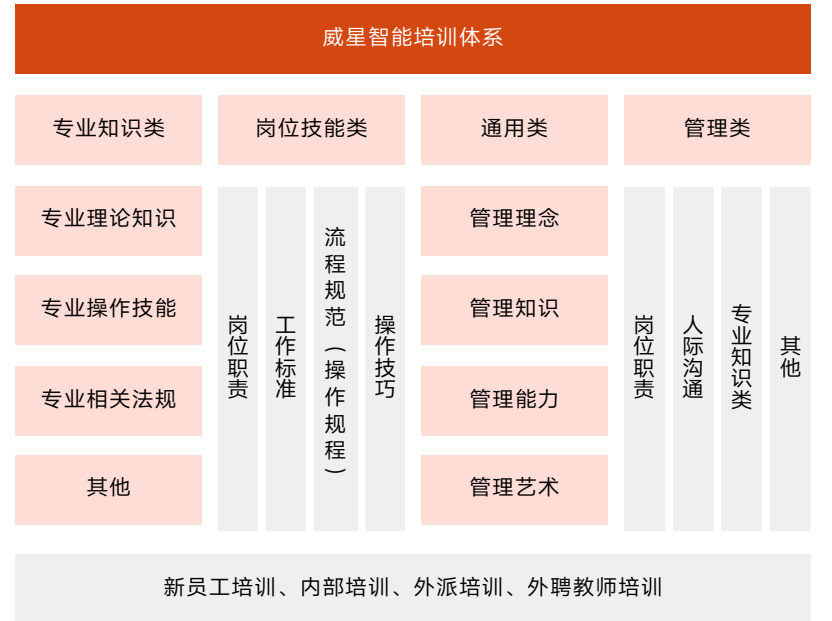 威星智能培训体系
专业知识类
岗位技能类
通用类
管理类
专业理论知识
专业操作技能
专业相关法规
其他
岗位职责
工作标准
流程规范（操作规程）
操作技巧
管理理念
管理知识
管理能力
管理艺术
岗位职责
人际沟通
专业知识类
其他
新员工培训、内部培训、外派培训、外聘教师培训